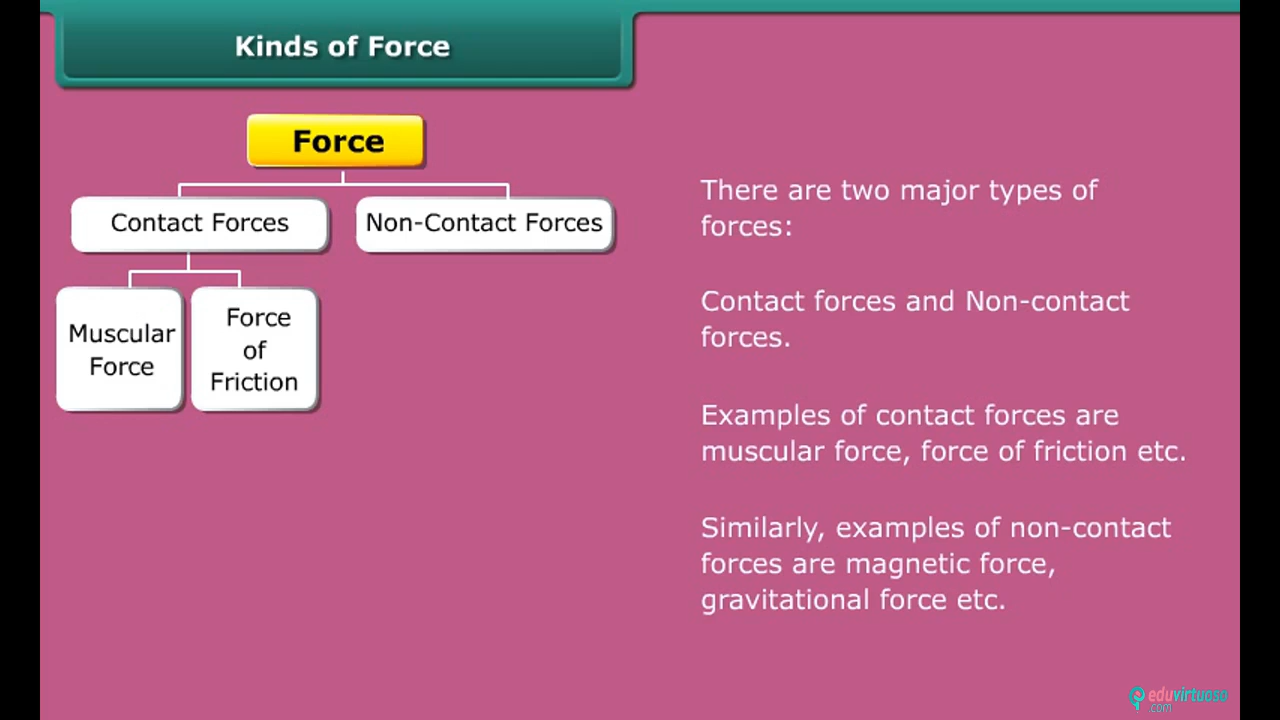 Kinds of Force
Force
Contact Forces
Non-Contact Forces
Muscular
Force
Force
of
Friction
There are two major types of
forces:
Contact forces and Non-contact
forces.
Examples of contact forces are
muscular force, force of friction etc.
Similarly, examples of non-contact
forces are magnetic force,
gravitational force etc.
eduvirtuoso
.com